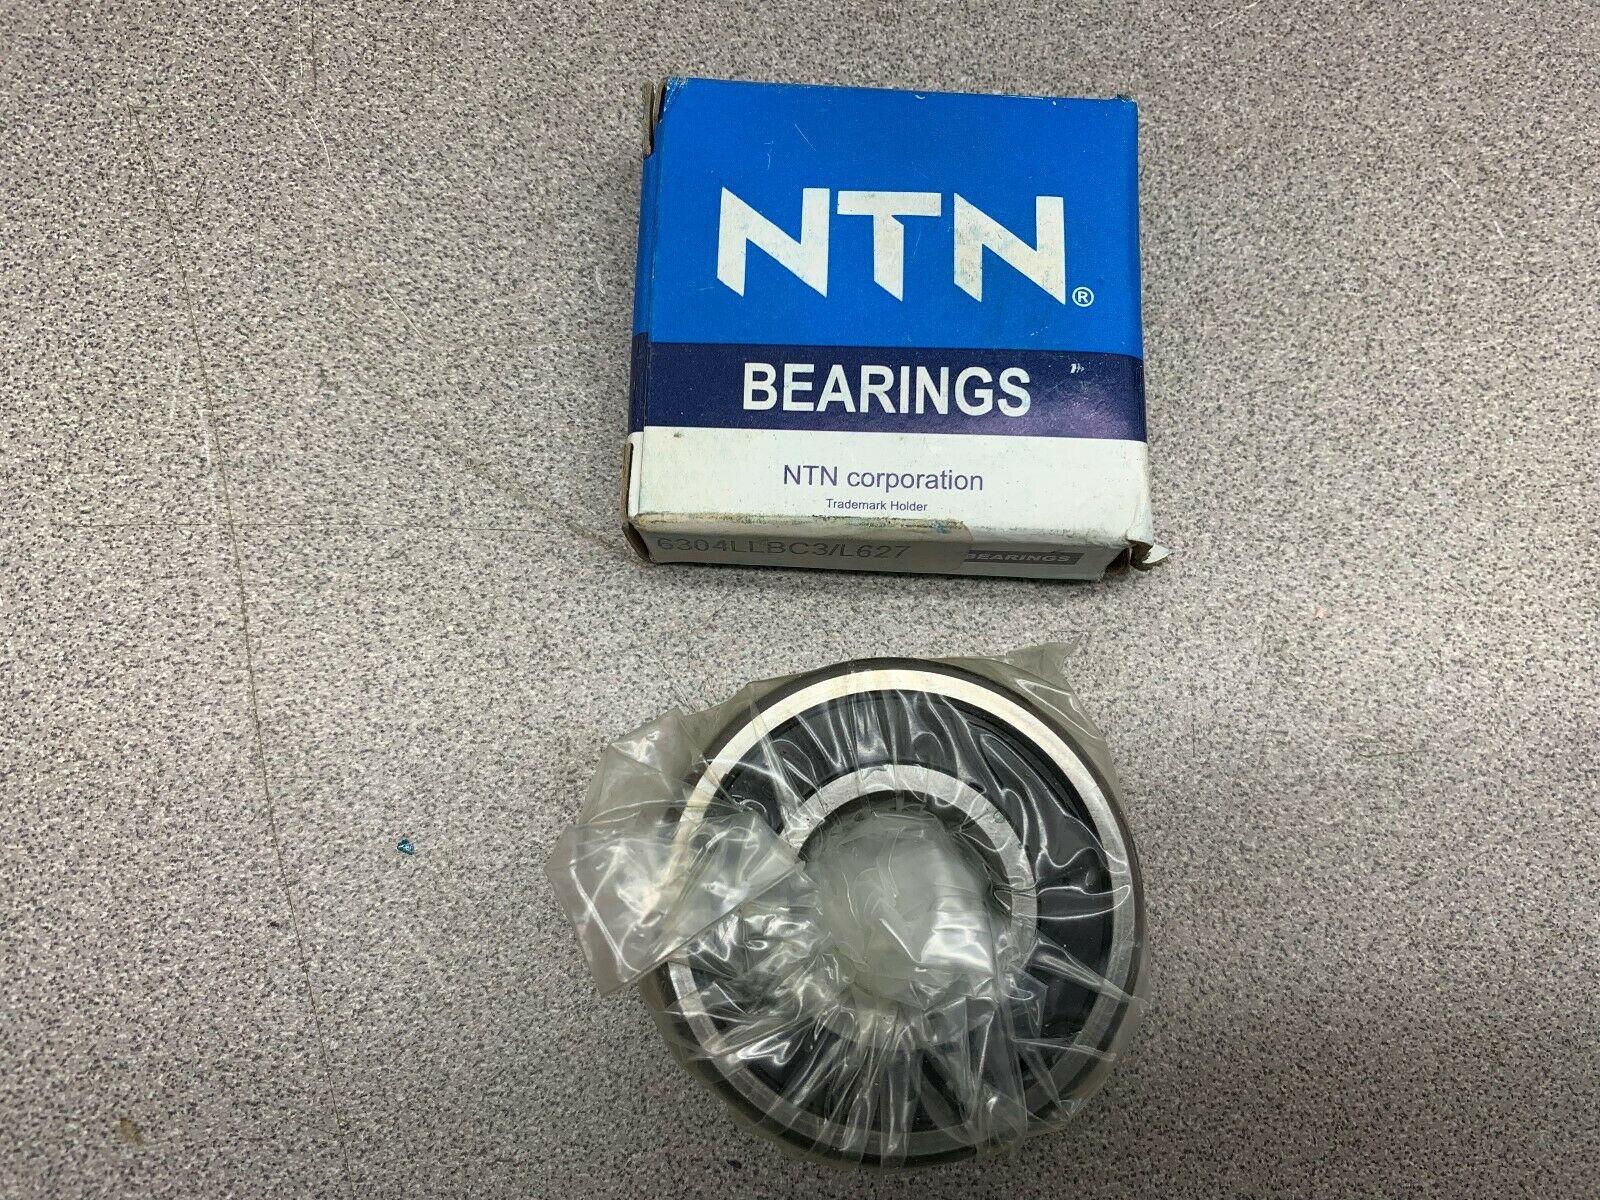 NTN®
BEARINGS
NTN corporation
Trademark Holder
6304LLBC3/L627 BEARINGS